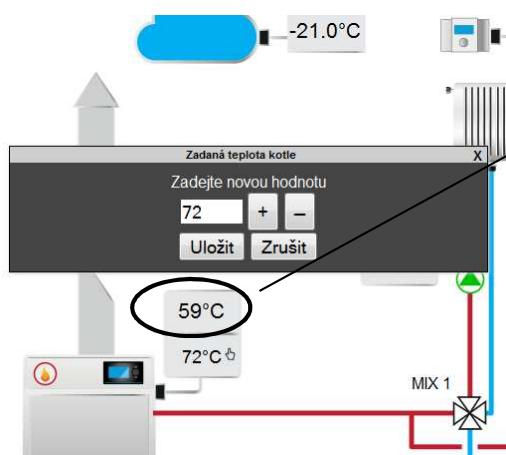 -21.0°C
Zadaná teplota kotle X
Zadejte novou hodnotu
72 + –
Uložit Zrušit
59°C
72°C
MIX 1